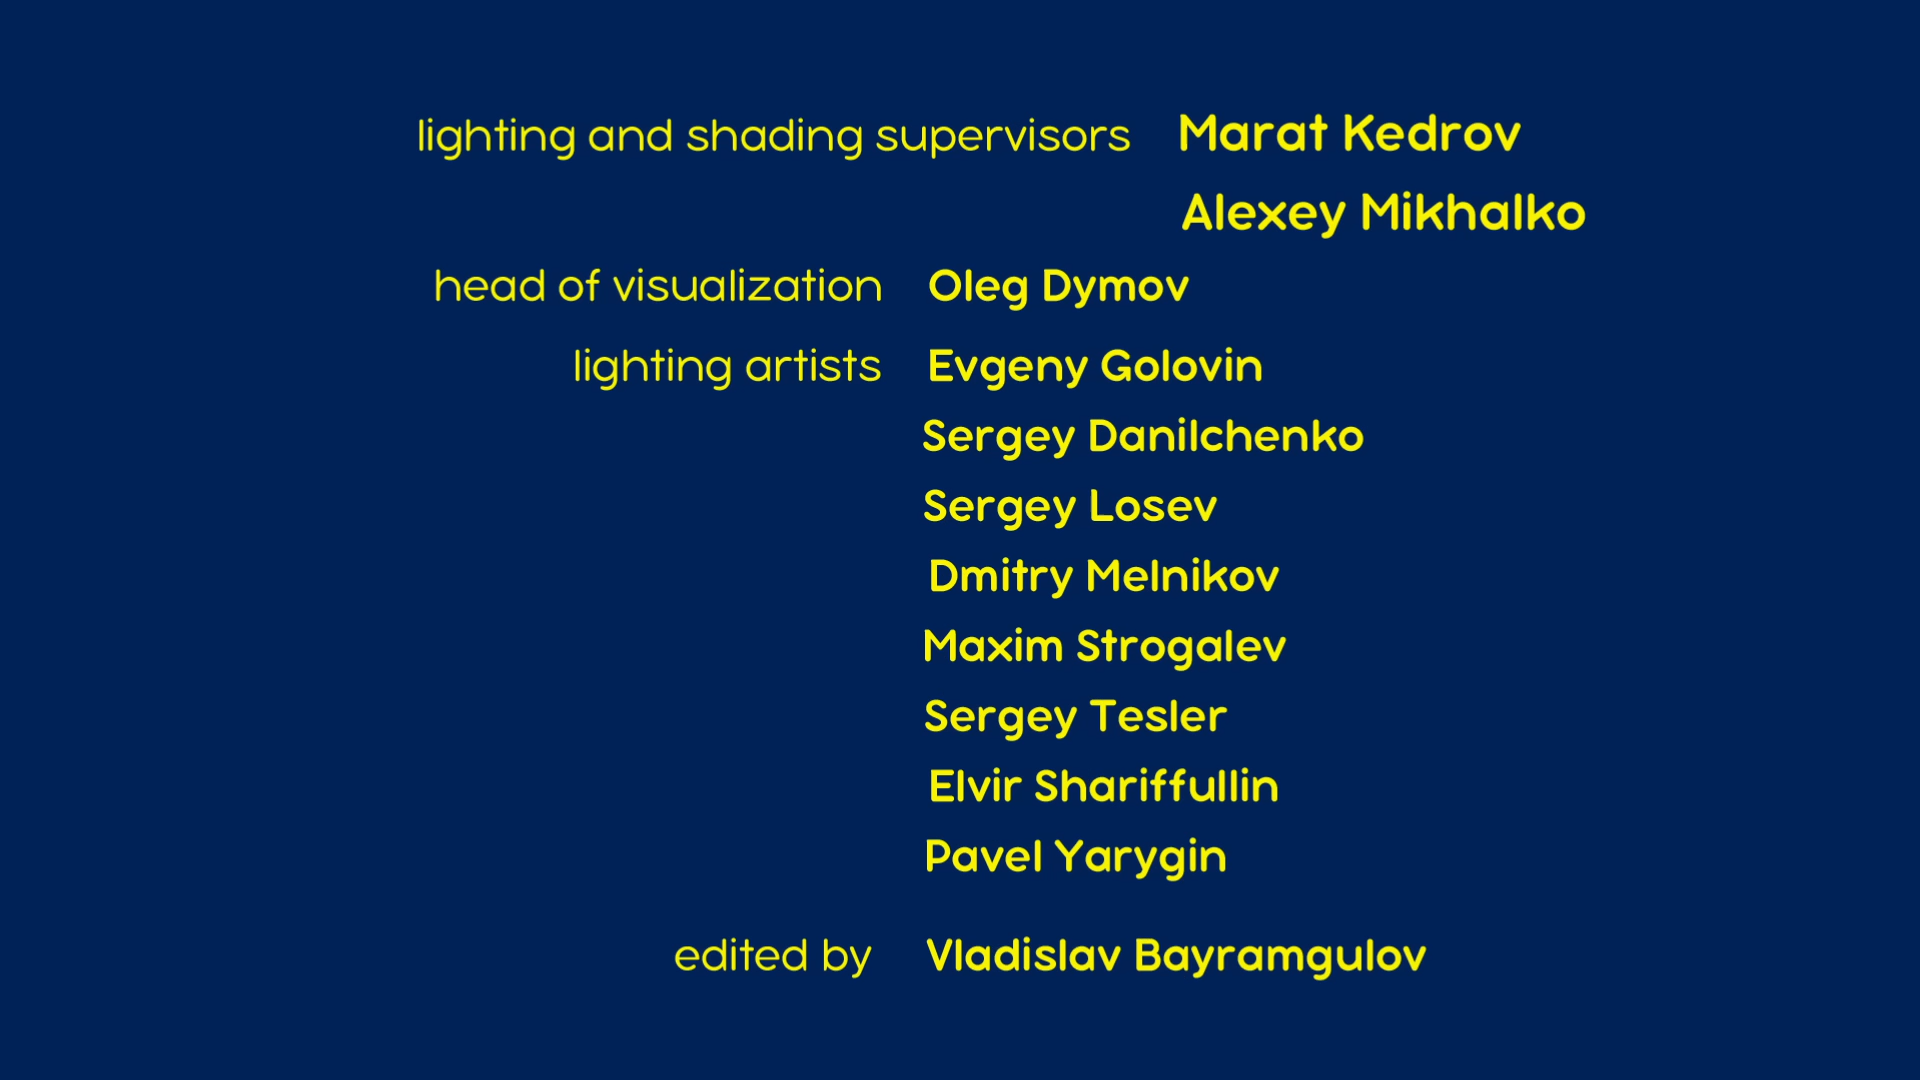 lighting and shading supervisors Marat Kedrov
Alexey Mikhalko
head of visualization Oleg Dymov
lighting artists Evgeny Golovin
Sergey Danilchenko
Sergey Losev
Dmitry Melnikov
Maxim Strogalev
Sergey Tesler
Elvir Shariffullin
Pavel Yarygin
edited by Vladislav Bayramgulov